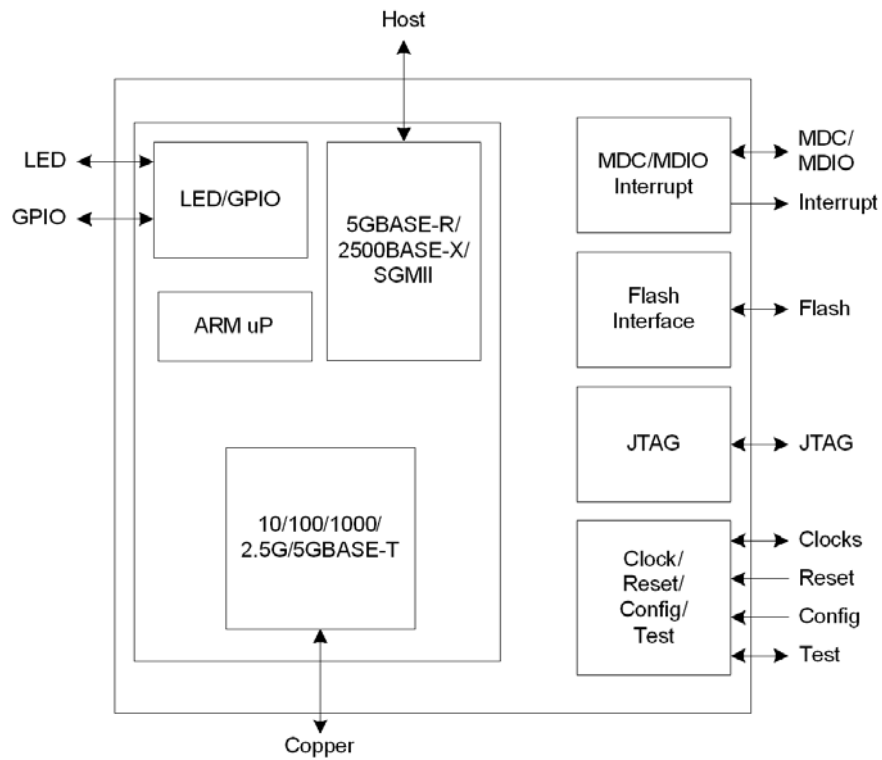 Host
LED
GPIO
LED/GPIO
5GBASE-R/
2500BASE-X/
SGMII
ARM uP
10/100/1000/
2.5G/5GBASE-T
Copper
MDC/MDIO
Interrupt
MDC/
MDIO
Interrupt
Flash
Interface
Flash
JTAG
JTAG
Clock/
Reset/
Config/
Test
Clocks
Reset
Config
Test